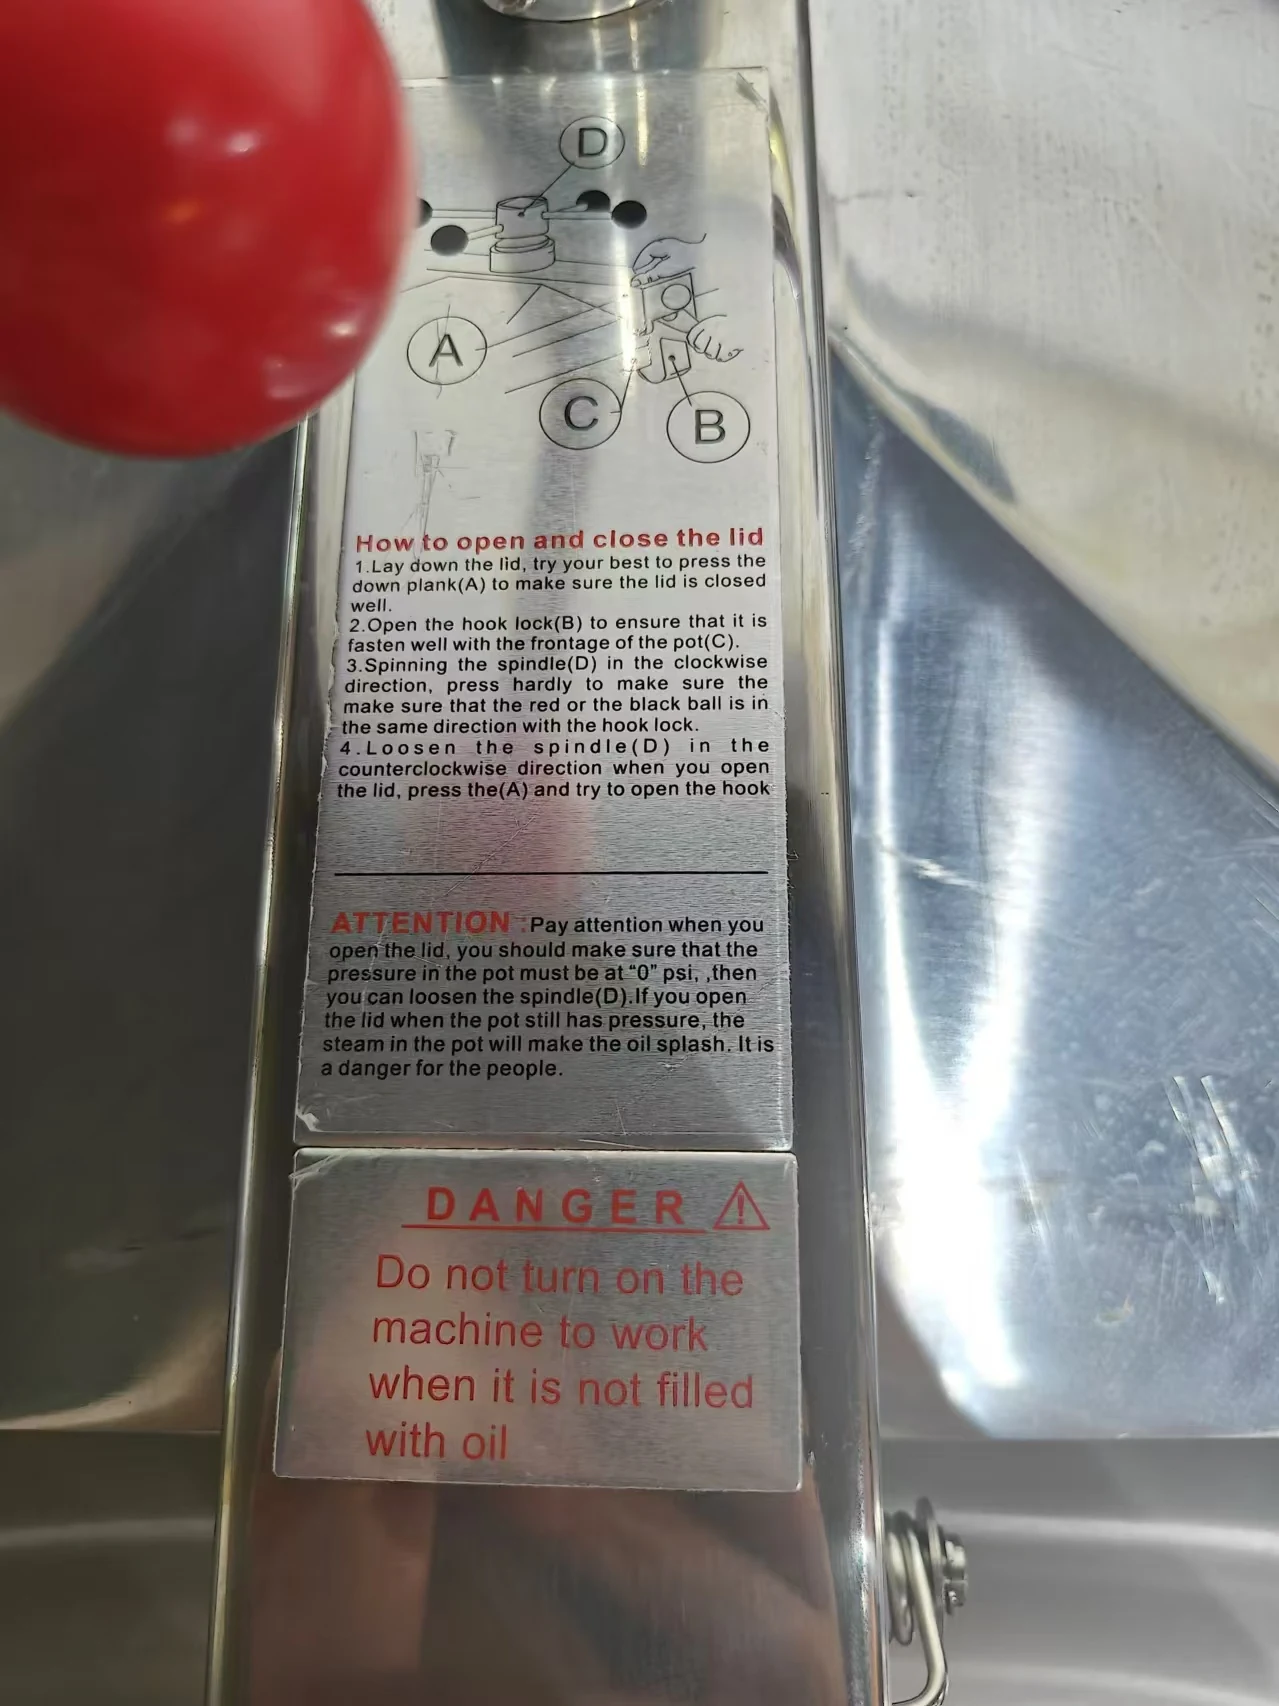 D
A
C
B
How to open and close the lid
1.Lay down the lid, try your best to press the
down plank(A) to make sure the lid is closed
well.
2.Open the hook lock(B) to ensure that it is
fasten well with the frontage of the pot(C).
3.Spinning the spindle(D) in the clockwise
direction, press hardly to make sure the
make sure that the red or the black ball is in
the same direction with the hook lock.
4.Loosen the spindle(D) in the
counterclockwise direction when you open
the lid, press the(A) and try to open the hook
ATTENTION :Pay attention when you
open the lid, you should make sure that the
pressure in the pot must be at “0” psi, ,then
you can loosen the spindle(D).If you open
the lid when the pot still has pressure, the
steam in the pot will make the oil splash. It is
a danger for the people.
DANGER
Do not turn on the
machine to work
when it is not filled
with oil